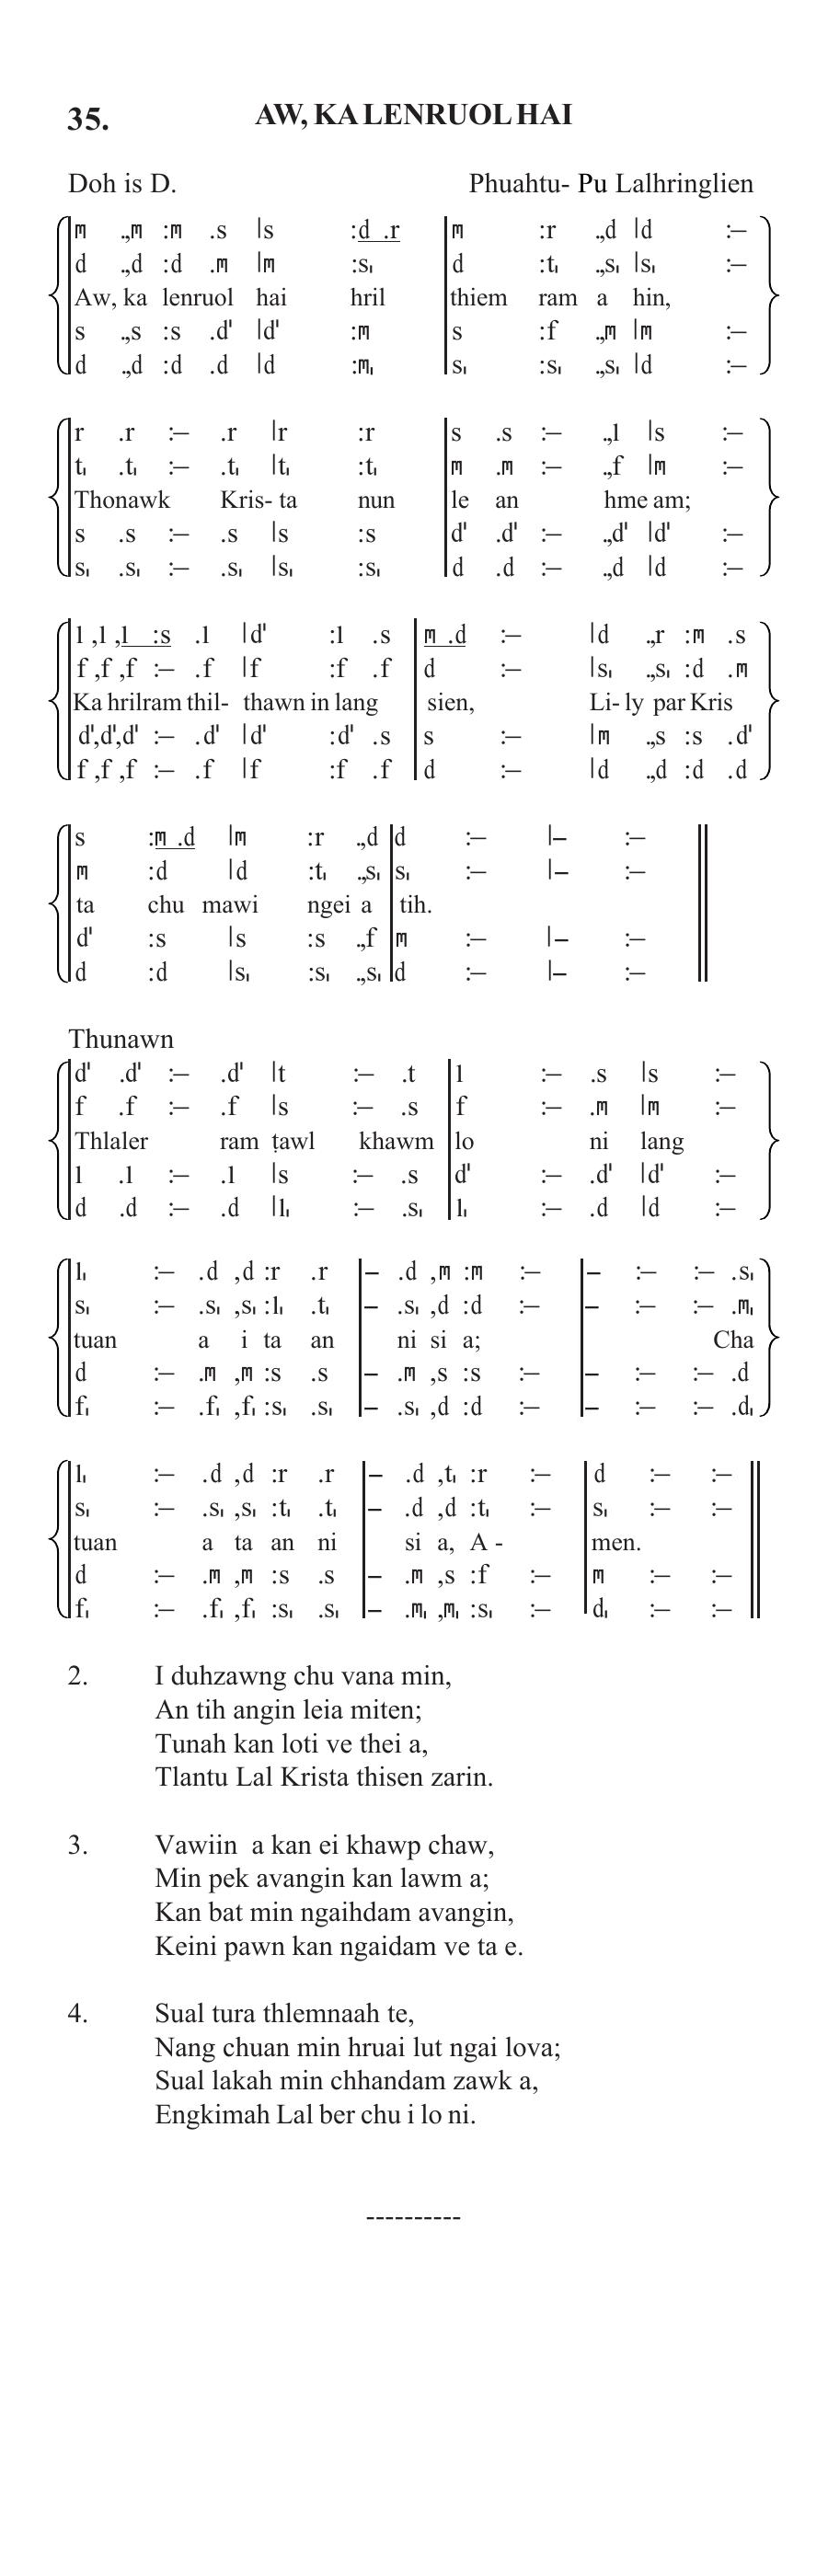 35. AW, KA LENRUOL HAI
Doh is D. Phuahtu- Pu Lalhringlien
m .,m :m .s |s :d .r |m :r .,d |d :–
d .,d :d .m |m :s₁ |d :t₁ .,s₁ |s₁ :–
Aw, ka lenruol hai hril thiem ram a hin,
s .,s :s .d' |d' :m |s :f .,m |m :–
d .,d :d .d |d :m₁ |s₁ :s₁ .,s₁ |d :–
r .r :– .r |r :r |s .s :– .,l |s :–
t₁ .t₁ :– .t₁ |t₁ :t₁ |m .m :– .,f |m :–
Thonawk Kris- ta nun le an hme am;
s .s :– .s |s :s |d' .d' :– .,d' |d' :–
s₁ .s₁ :– .s₁ |s₁ :s₁ |d .d :– .,d |d :–
l ,l ,l :s .l |d' :l .s |m .d :– |d .,r :m .s
f ,f ,f :– .f |f :f .f |d :– |s₁ .,s₁ :d .m
Ka hrilram thil- thawn in lang sien, Li- ly par Kris
d',d',d' :– .d' |d' :d' .s |s :– |m .,s :s .d'
f ,f ,f :– .f |f :f .f |d :– |d .,d :d .d
s :m .d |m :r .,d |d :– |– :–
m :d |d :t₁ .,s₁ |s₁ :– |– :–
ta chu mawi ngei a tih.
d' :s |s :s .,f |m :– |– :–
d :d |s₁ :s₁ .,s₁ |d :– |– :–
Thunawn
d' .d' :– .d' |t :– .t |l :– .s |s :–
f .f :– .f |s :– .s |f :– .m |m :–
Thlaler ram ṭawl khawm lo ni lang
l .l :– .l |s :– .s |d' :– .d' |d' :–
d .d :– .d |l₁ :– .s₁ |l₁ :– .d |d :–
l₁ :– .d ,d :r .r |– .d ,m :m :– |– :– :– .s₁
s₁ :– .s₁ ,s₁ :l₁ .t₁ |– .s₁ ,d :d :– |– :– :– .m₁
tuan a i ta an ni si a; Cha
d :– .m ,m :s .s |– .m ,s :s :– |– :– :– .d
f₁ :– .f₁ ,f₁ :s₁ .s₁ |– .s₁ ,d :d :– |– :– :– .d₁
l₁ :– .d ,d :r .r |– .d ,t₁ :r :– |d :– :–
s₁ :– .s₁ ,s₁ :t₁ .t₁ |– .d ,d :t₁ :– |s₁ :– :–
tuan a ta an ni si a, A - men.
d :– .m ,m :s .s |– .m ,s :f :– |m :– :–
f₁ :– .f₁ ,f₁ :s₁ .s₁ |– .m₁ ,m₁ :s₁ :– |d₁ :– :–
2. I duhzawng chu vana min,
An tih angin leia miten;
Tunah kan loti ve thei a,
Tlantu Lal Krista thisen zarin.
3. Vawiin a kan ei khawp chaw,
Min pek avangin kan lawm a;
Kan bat min ngaihdam avangin,
Keini pawn kan ngaidam ve ta e.
4. Sual tura thlemnaah te,
Nang chuan min hruai lut ngai lova;
Sual lakah min chhandam zawk a,
Engkimah Lal ber chu i lo ni.
----------